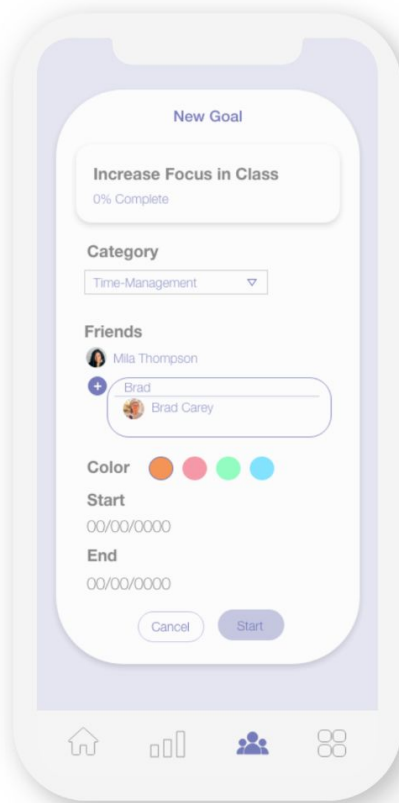 New Goal
Increase Focus in Class
0% Complete
Category
Time-Management
Friends
Mila Thompson
Brad
Brad Carey
Color
Start
00/00/0000
End
00/00/0000
Cancel Start